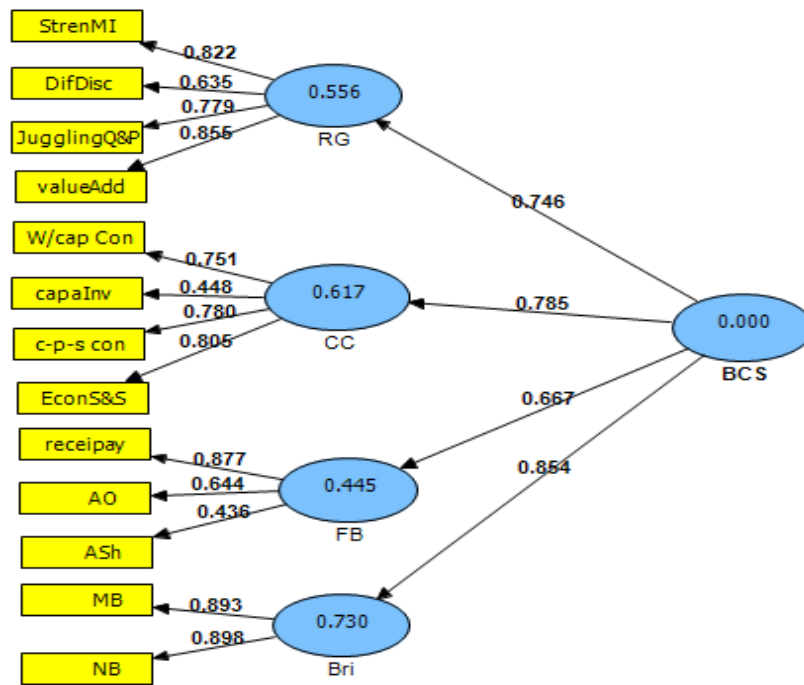 StrenMI
0.822
DifDisc
0.635
0.556
JugglingQ&P
0.779
0.855
RG
valueAdd
0.746
W/cap Con
0.751
capaInv
0.448
0.617
0.785
c-p-s con
0.780
CC
0.000
0.805
BCS
EconS&S
0.667
receipay
0.877
0.854
AO
0.644
0.445
0.436
FB
ASh
MB
0.893
0.730
0.898
NB
Bri